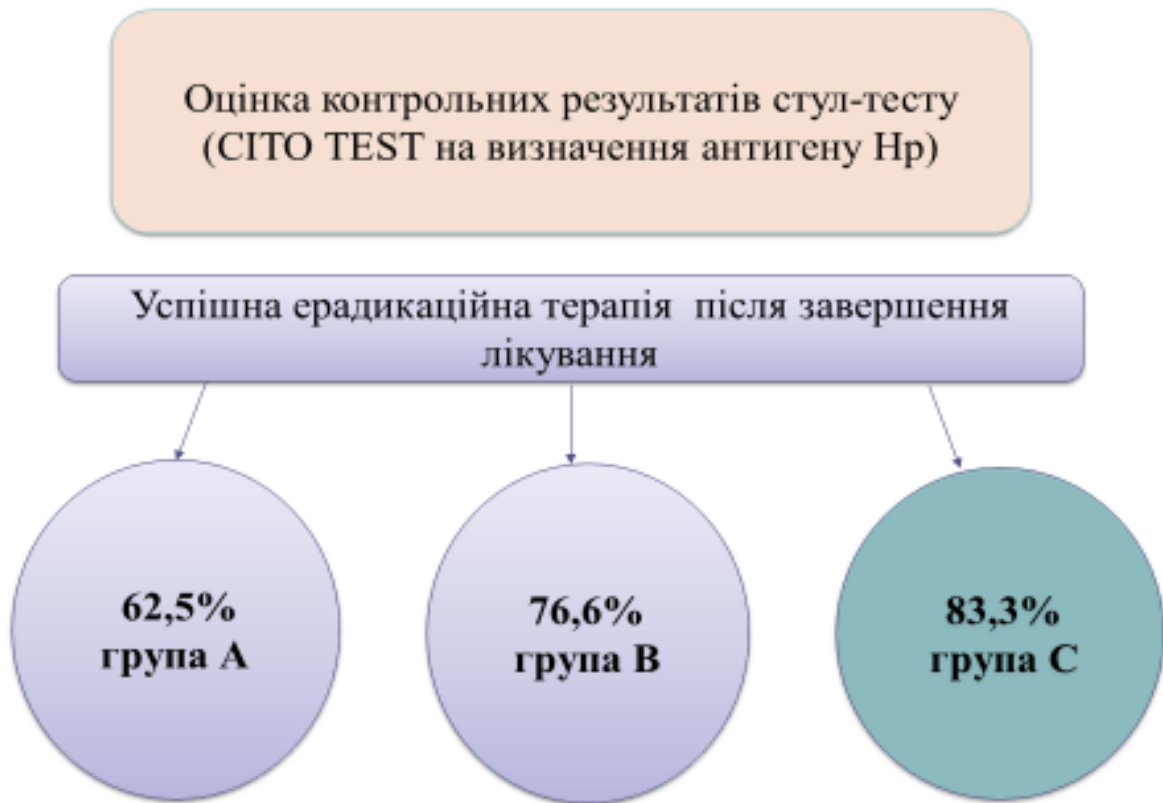 Оцінка контрольних результатів стул-тесту
(CITO TEST на визначення антигену Нр)
Успішна ерадикаційна терапія після завершення
лікування
62,5%
група А
76,6%
група В
83,3%
група С